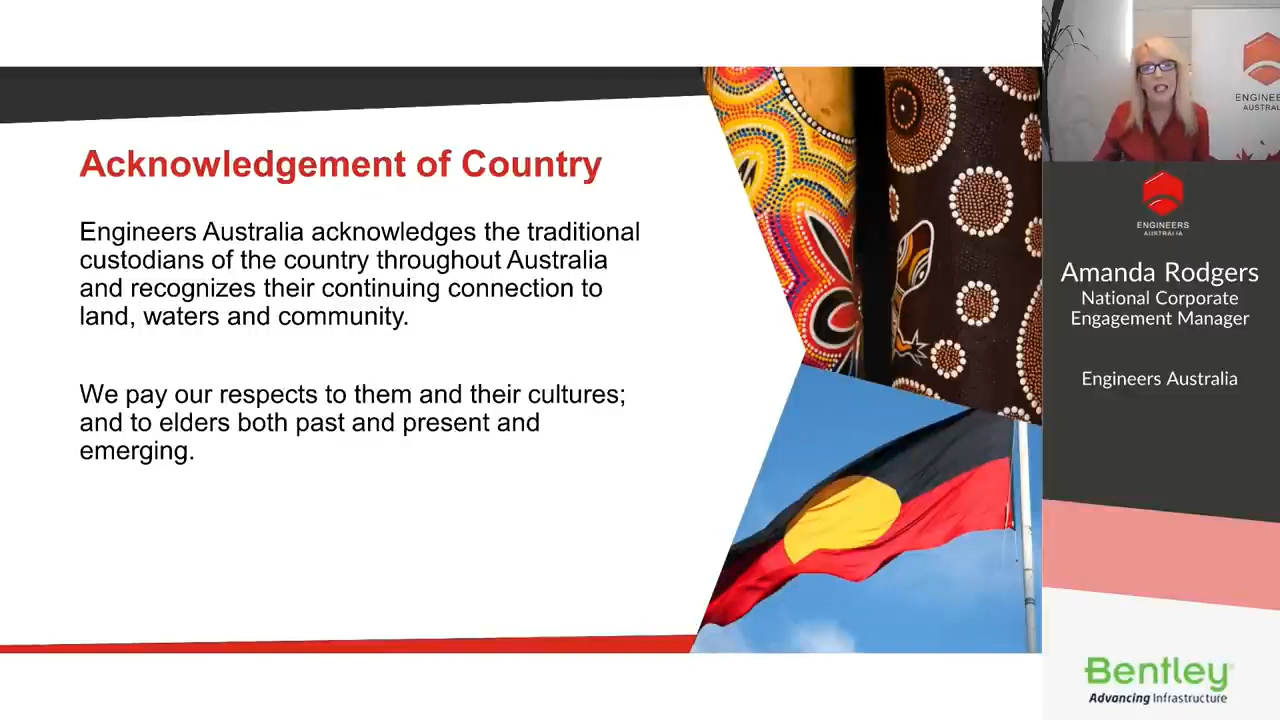 Acknowledgement of Country
Engineers Australia acknowledges the traditional
custodians of the country throughout Australia
and recognizes their continuing connection to
land, waters and community.
We pay our respects to them and their cultures;
and to elders both past and present and
emerging.
ENGINEERS
AUSTRALIA
Amanda Rodgers
National Corporate
Engagement Manager
Engineers Australia
Bentley
Advancing Infrastructure